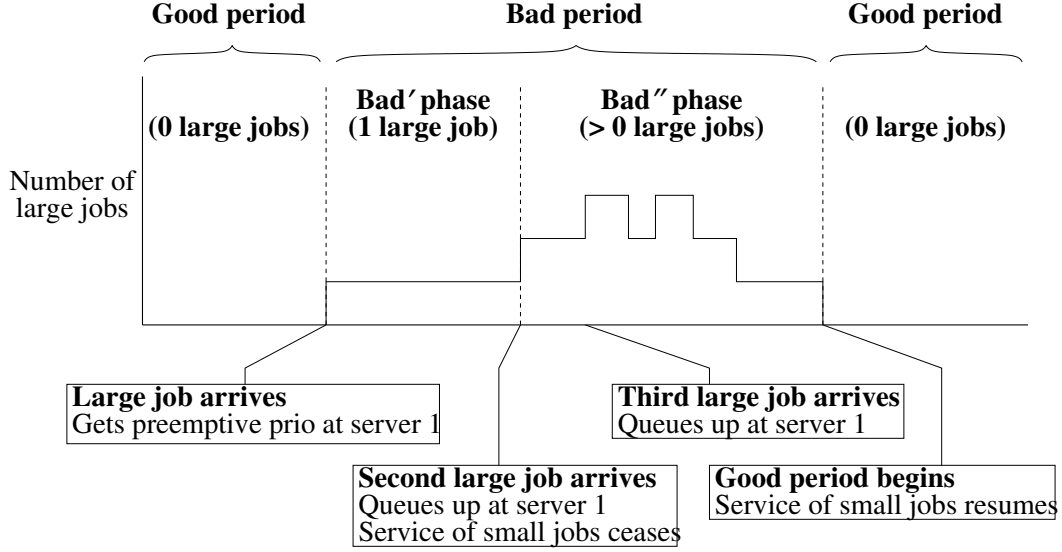 Good period
Bad period
Good period
(0 large jobs)
Bad′ phase
(1 large job)
Bad″ phase
(> 0 large jobs)
(0 large jobs)
Number of
large jobs
Large job arrives
Gets preemptive prio at server 1
Second large job arrives
Queues up at server 1
Service of small jobs ceases
Third large job arrives
Queues up at server 1
Good period begins
Service of small jobs resumes